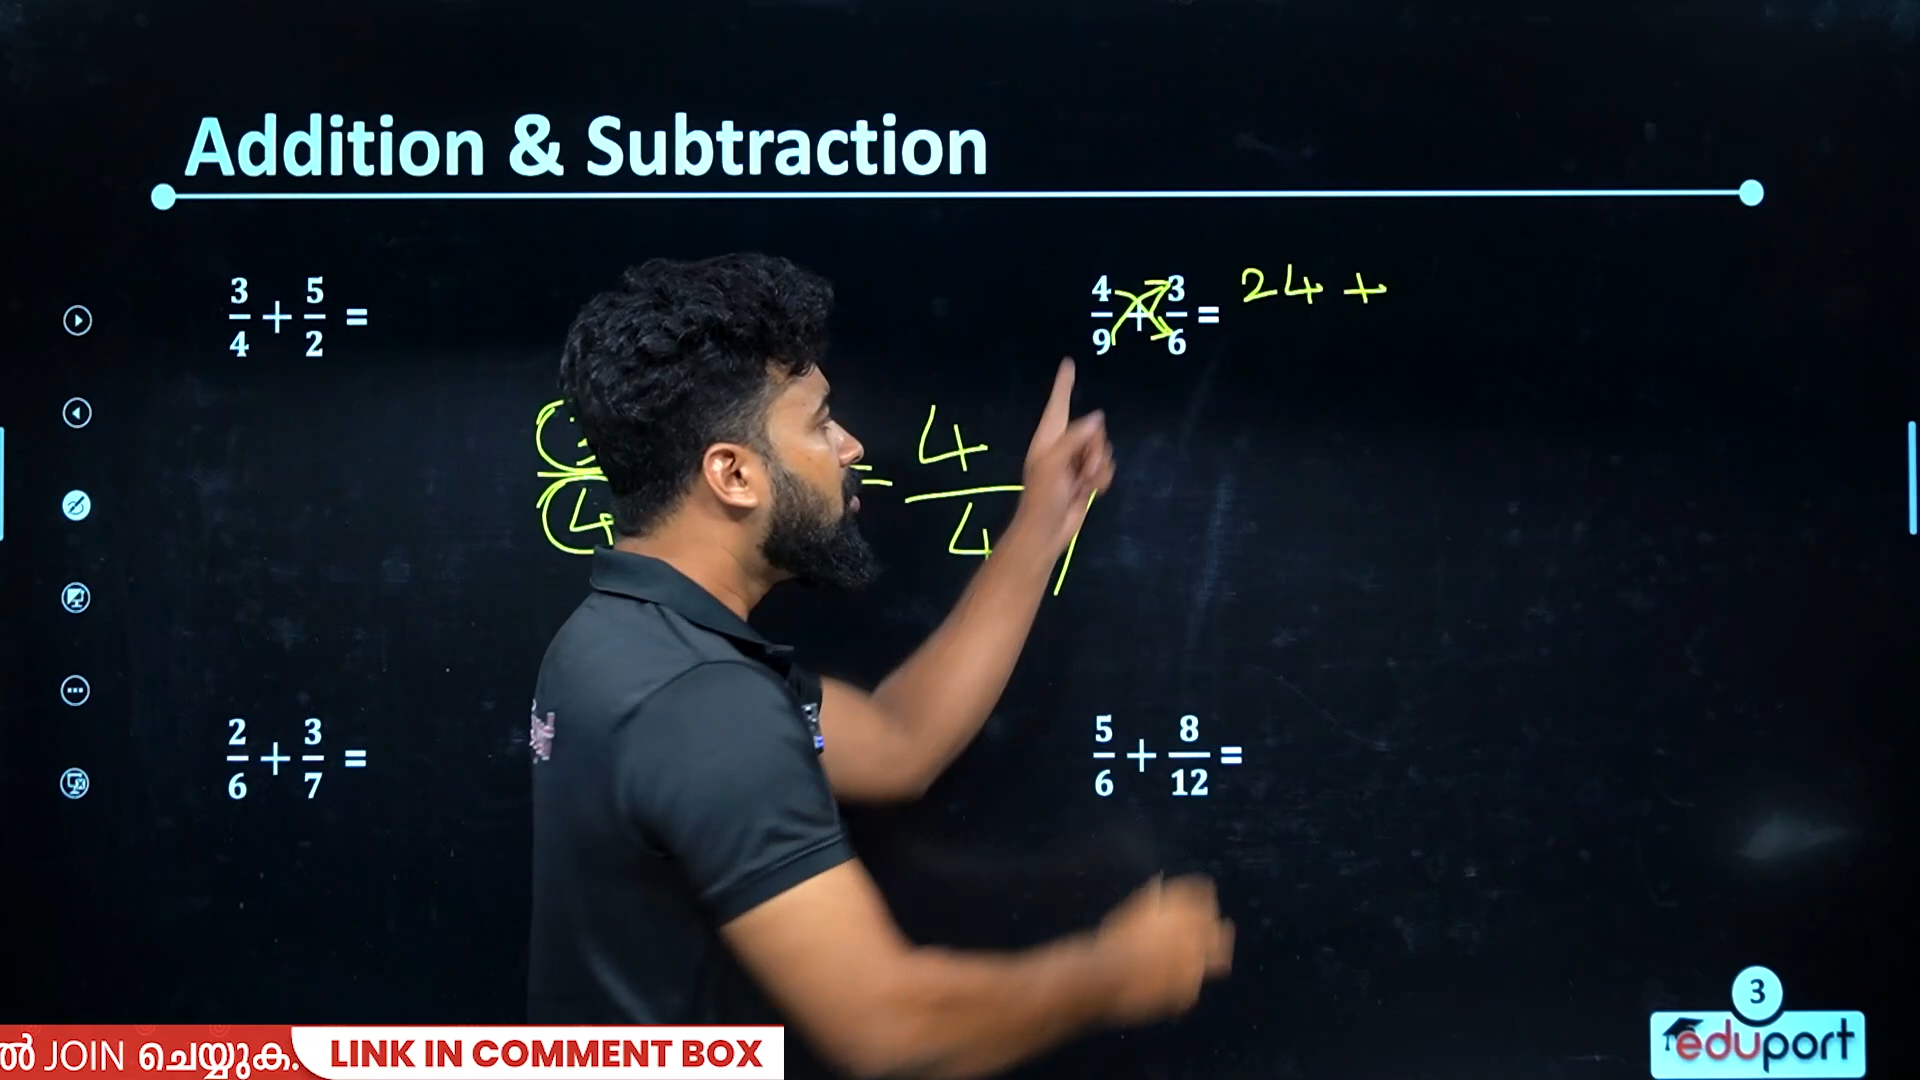 Addition & Subtraction
3/4 + 5/2 =
4/9 + 3/6 = 24 +
= 4/4
4
2/6 + 3/7 =
5/6 + 8/12 =
3
eduport
ൽ JOIN ചെയ്യുക.
LINK IN COMMENT BOX